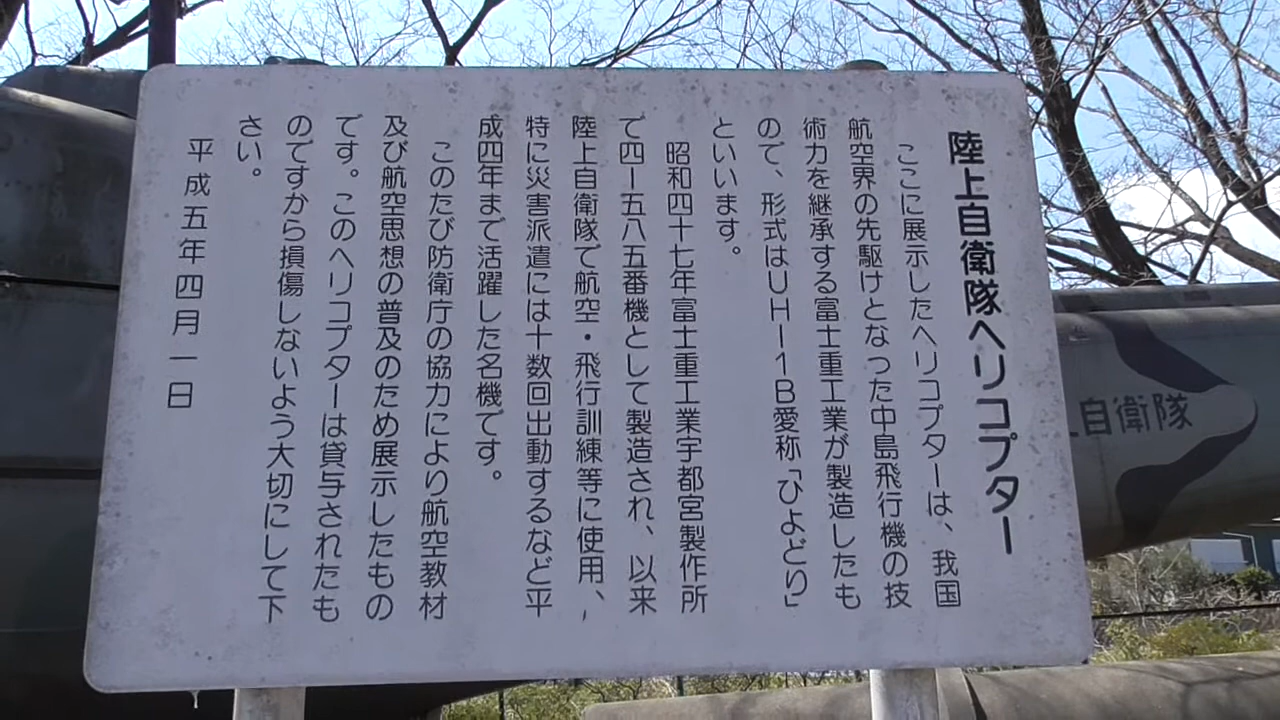 陸上自衛隊ヘリコプター
ここに展示したヘリコプターは、我国
航空界の先駆けとなった中島飛行機の技
術力を継承する富士重工業が製造したも
ので、形式はUHー1B愛称「ひよどり」
といいます。
昭和四十七年富士重工業宇都宮製作所
で四一五八五番機として製造され、以来
陸上自衛隊で航空・飛行訓練等に使用、
特に災害派遣には十数回出動するなど平
成四年まで活躍した名機です。
このたび防衛庁の協力により航空教材
及び航空思想の普及のため展示したもの
です。このヘリコプターは貸与されたも
のですから損傷しないよう大切にして下
さい。
平成五年四月一日
上自衛隊